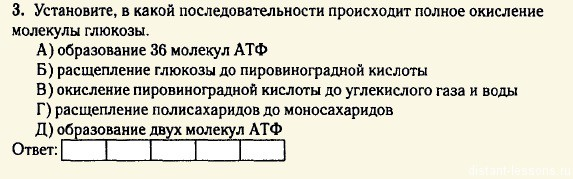 3. Установите, в какой последовательности происходит полное окисление
молекулы глюкозы.
А) образование 36 молекул АТФ
Б) расщепление глюкозы до пировиноградной кислоты
В) окисление пировиноградной кислоты до углекислого газа и воды
Г) расщепление полисахаридов до моносахаридов
Д) образование двух молекул АТФ
Ответ: